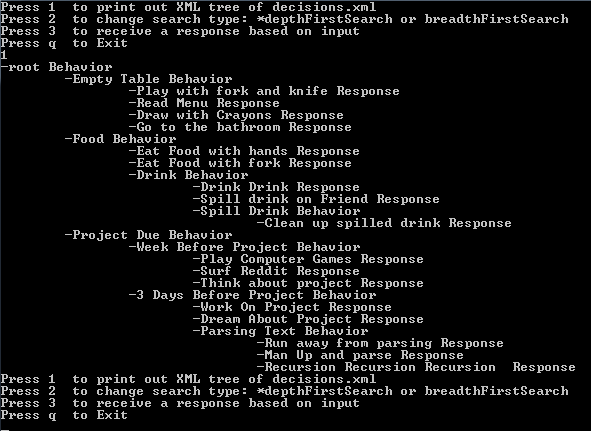 Press 1  to print out XML tree of decisions.xml
Press 2  to change search type: *depthFirstSearch or breadthFirstSearch
Press 3  to receive a response based on input
Press q  to Exit
1
-root Behavior
        -Empty Table Behavior
                -Play with fork and knife Response
                -Read Menu Response
                -Draw with Crayons Response
                -Go to the bathroom Response
        -Food Behavior
                -Eat Food with hands Response
                -Eat Food with fork Response
                -Drink Behavior
                        -Drink Drink Response
                        -Spill drink on Friend Response
                        -Spill Drink Behavior
                                -Clean up spilled drink Response
        -Project Due Behavior
                -Week Before Project Behavior
                        -Play Computer Games Response
                        -Surf Reddit Response
                        -Think about project Response
                -3 Days Before Project Behavior
                        -Work On Project Response
                        -Dream About Project Response
                        -Parsing Text Behavior
                                -Run away from parsing Response
                                -Man Up and parse Response
                                -Recursion Recursion Recursion  Response
Press 1  to print out XML tree of decisions.xml
Press 2  to change search type: *depthFirstSearch or breadthFirstSearch
Press 3  to receive a response based on input
Press q  to Exit